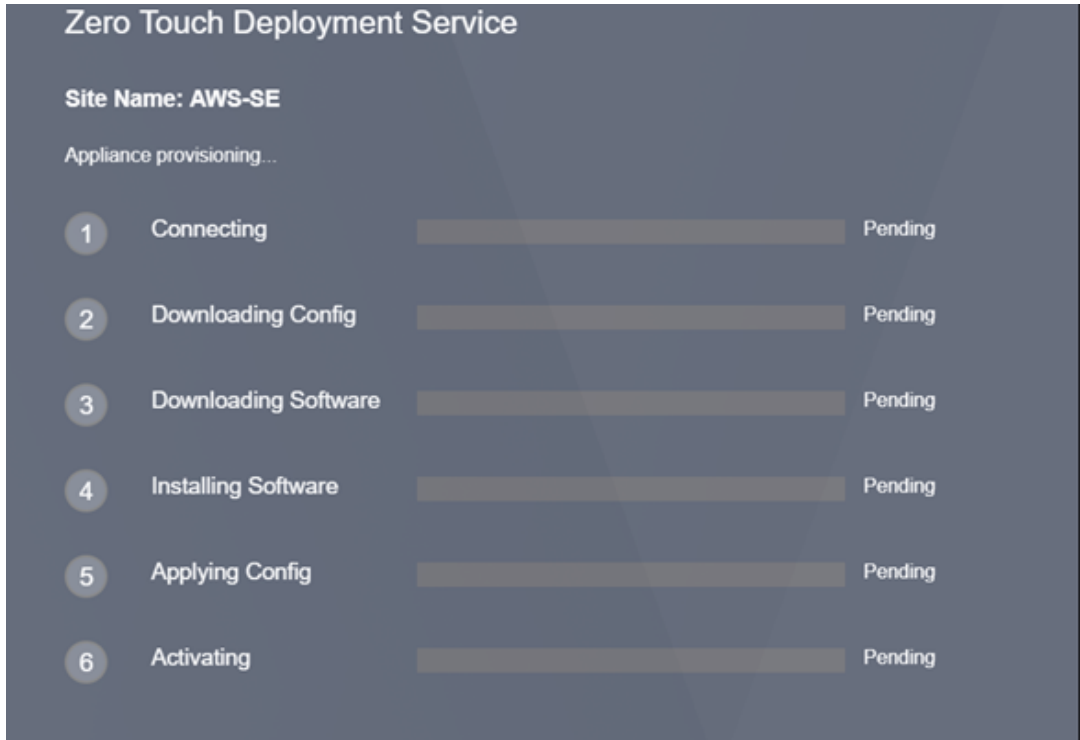 Zero Touch Deployment Service
Site Name: AWS-SE
Appliance provisioning...
1 Connecting Pending
2 Downloading Config Pending
3 Downloading Software Pending
4 Installing Software Pending
5 Applying Config Pending
6 Activating Pending